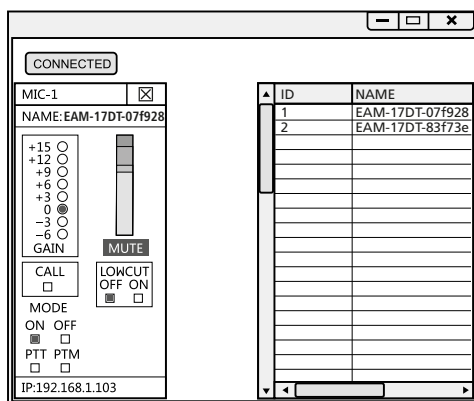 CONNECTED
MIC-1
NAME:EAM-17DT-07f928
+15
+12
+9
+6
+3
0
−3
−6
GAIN
MUTE
CALL
LOWCUT
OFF ON
MODE
ON OFF
PTT PTM
IP:192.168.1.103
ID NAME
1 EAM-17DT-07f928
2 EAM-17DT-83f73e